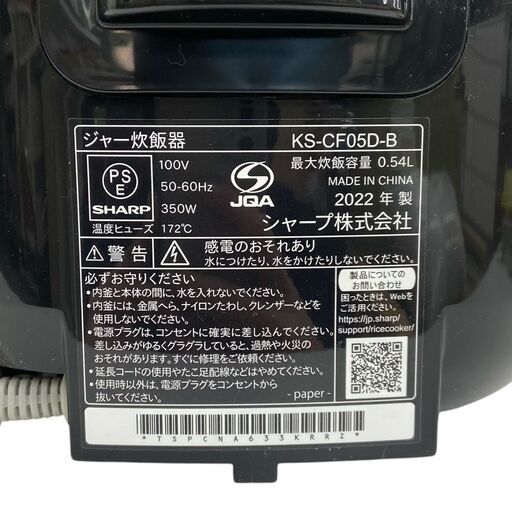 ジャー炊飯器 KS-CF05D-B
PSE 100V 最大炊飯容量 0.54L
50-60Hz JQA MADE IN CHINA
SHARP 350W 2022 年 製
温度ヒューズ 172℃ シャープ株式会社
警告 感電のおそれあり
水につけたり、水をかけたりしないでください。
必ずお守りください
・内釜と本体の間に、水を入れないでください。
・内釜には、金属へら、ナイロンたわし、クレンザーなどを
使用しないでください。
・電源プラグは、コンセントに確実に差し込んでください。
差し込みがゆるくグラグラしていると、過熱や火災の
おそれがあります。すぐに修理をご依頼ください。
・延長コードの使用やたこ足配線などはやめてください。
・使用時以外は、電源プラグをコンセントから
抜いてください。
製品についての
お問い合わせ
困ったときは、Webを
ご活用ください。
https://jp.sharp/
support/ricecooker/
- paper -
*TSPCNA633KRRZ*